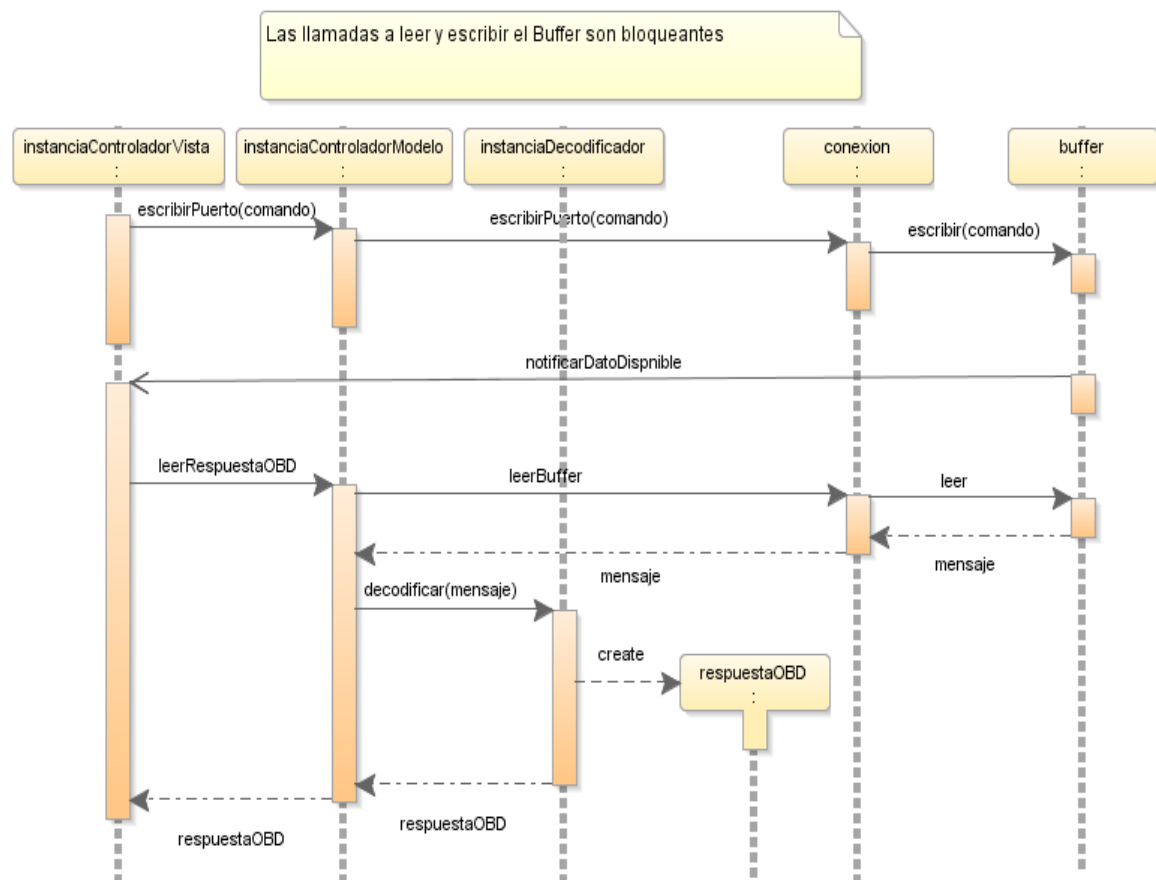 Las llamadas a leer y escribir el Buffer son bloqueantes
instanciaControladorVista
:
instanciaControladorModelo
:
instanciaDecodificador
:
conexion
:
buffer
:
escribirPuerto(comando)
escribirPuerto(comando)
escribir(comando)
notificarDatoDispnible
leerRespuestaOBD
leerBuffer
leer
mensaje
mensaje
decodificar(mensaje)
create
respuestaOBD
:
respuestaOBD
respuestaOBD